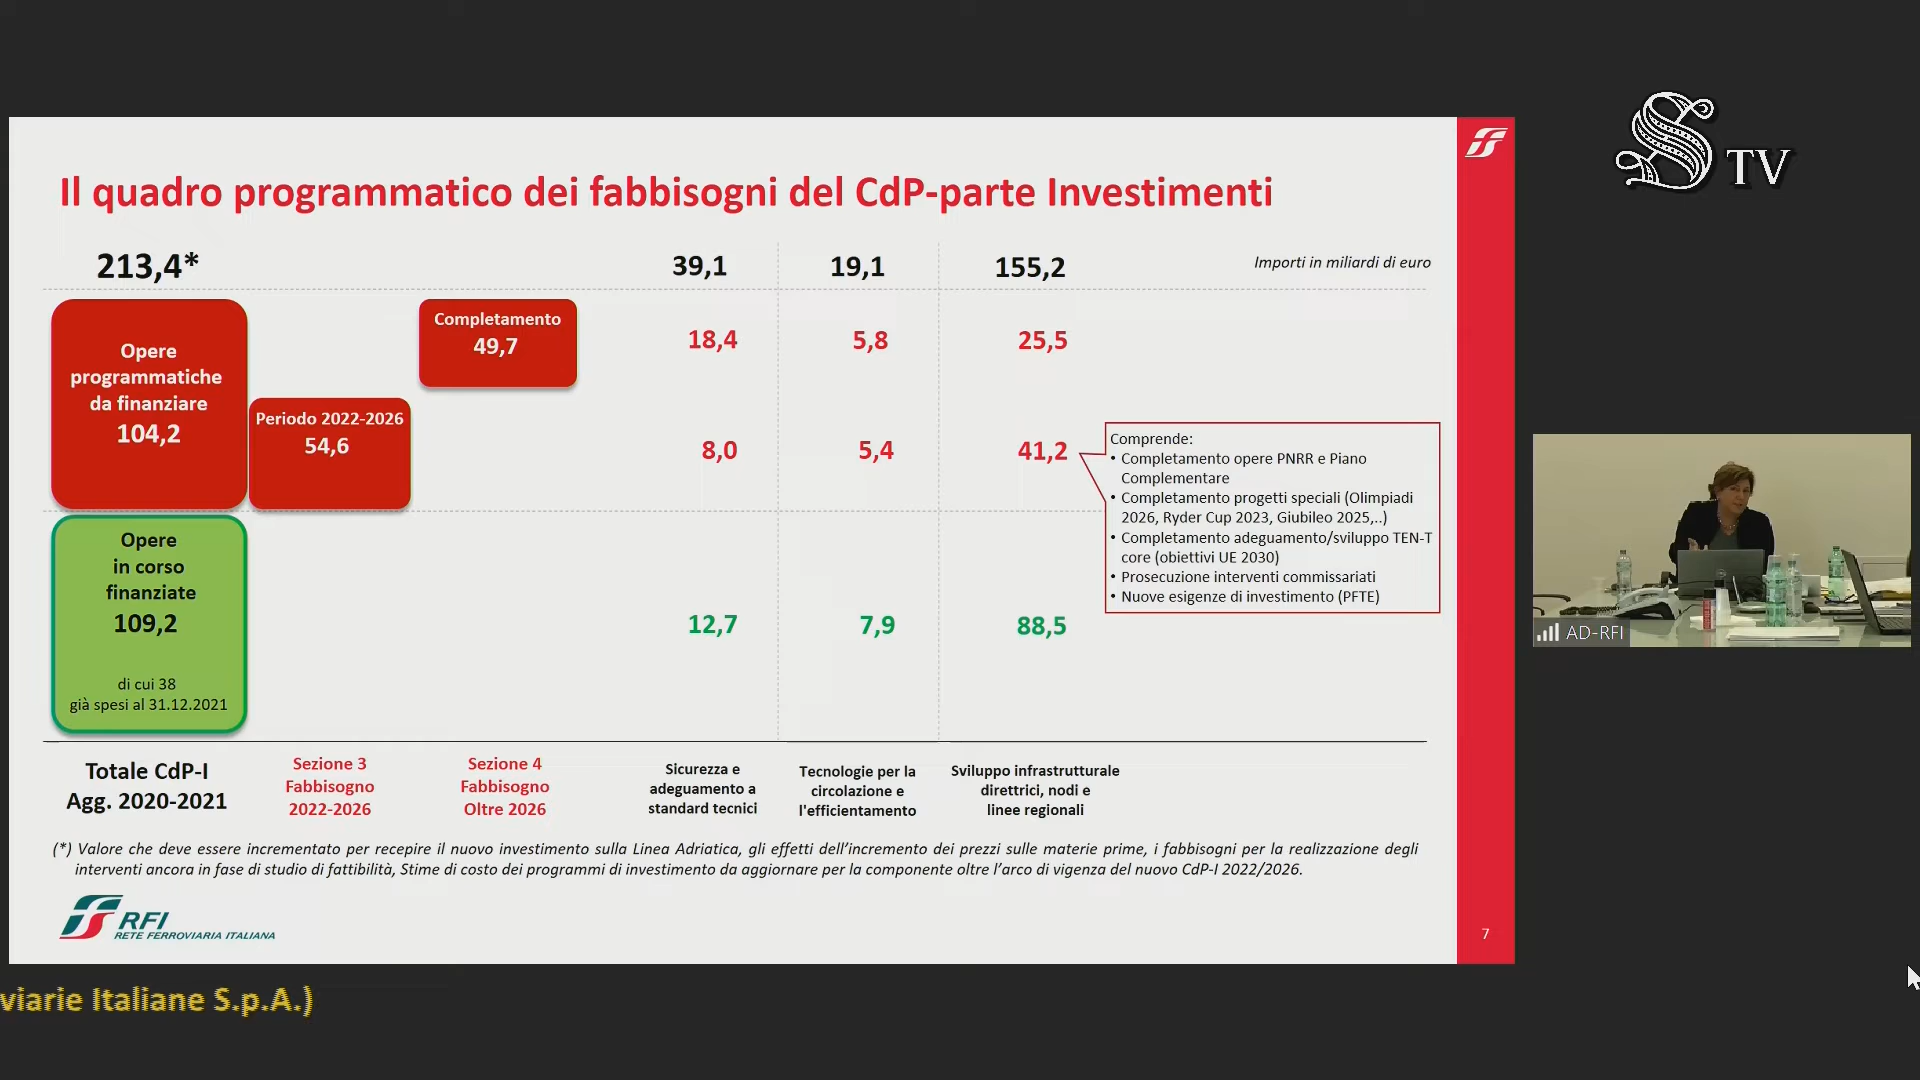 S TV
Il quadro programmatico dei fabbisogni del CdP-parte Investimenti
213,4*
39,1
19,1
155,2
Importi in miliardi di euro
Opere
programmatiche
da finanziare
104,2
Periodo 2022-2026
54,6
Completamento
49,7
18,4
5,8
25,5
8,0
5,4
41,2
Comprende:
• Completamento opere PNRR e Piano
Complementare
• Completamento progetti speciali (Olimpiadi
2026, Ryder Cup 2023, Giubileo 2025,..)
• Completamento adeguamento/sviluppo TEN-T
core (obiettivi UE 2030)
• Prosecuzione interventi commissariati
• Nuove esigenze di investimento (PFTE)
Opere
in corso
finanziate
109,2
di cui 38
già spesi al 31.12.2021
12,7
7,9
88,5
AD-RFI
Totale CdP-I
Agg. 2020-2021
Sezione 3
Fabbisogno
2022-2026
Sezione 4
Fabbisogno
Oltre 2026
Sicurezza e
adeguamento a
standard tecnici
Tecnologie per la
circolazione e
l'efficientamento
Sviluppo infrastrutturale
direttrici, nodi e
linee regionali
(*) Valore che deve essere incrementato per recepire il nuovo investimento sulla Linea Adriatica, gli effetti dell’incremento dei prezzi sulle materie prime, i fabbisogni per la realizzazione degli
interventi ancora in fase di studio di fattibilità, Stime di costo dei programmi di investimento da aggiornare per la componente oltre l’arco di vigenza del nuovo CdP-I 2022/2026.
RFI
RETE FERROVIARIA ITALIANA
7
viarie Italiane S.p.A.)